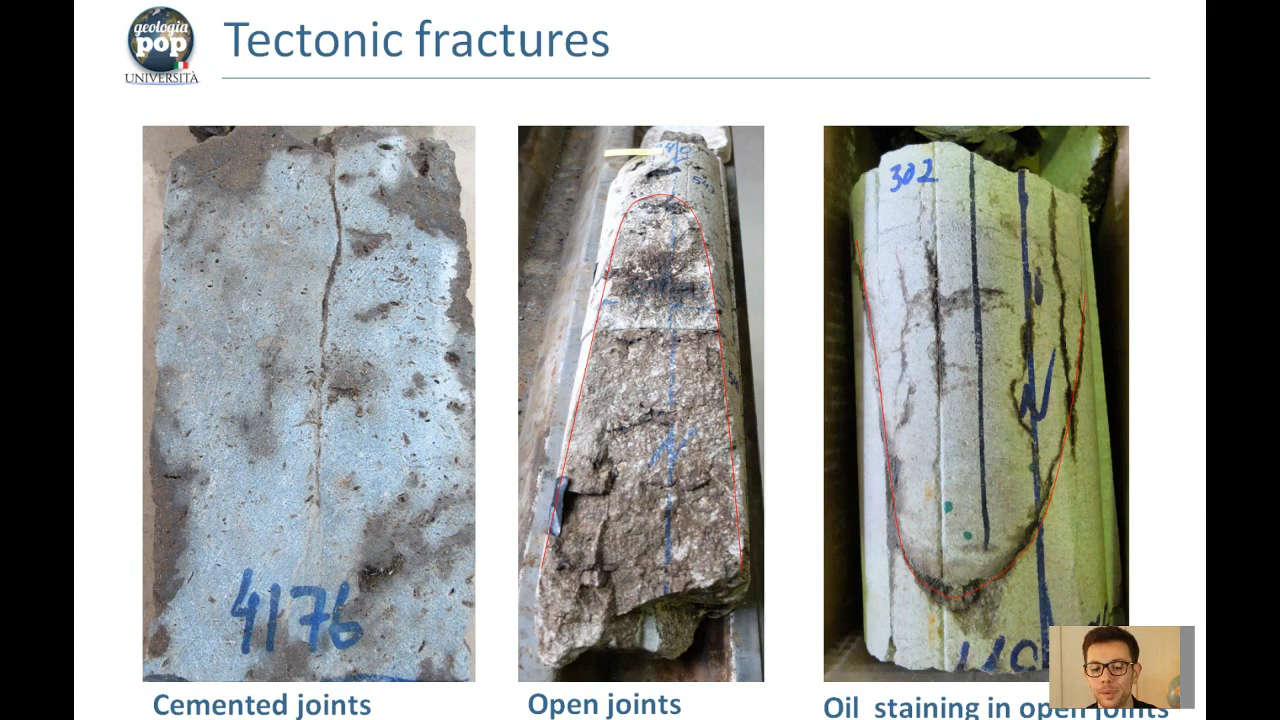 geologia
pop
UNIVERSITÀ
Tectonic fractures
4176
302
N
N
Cemented joints
Open joints
Oil staining in open joints